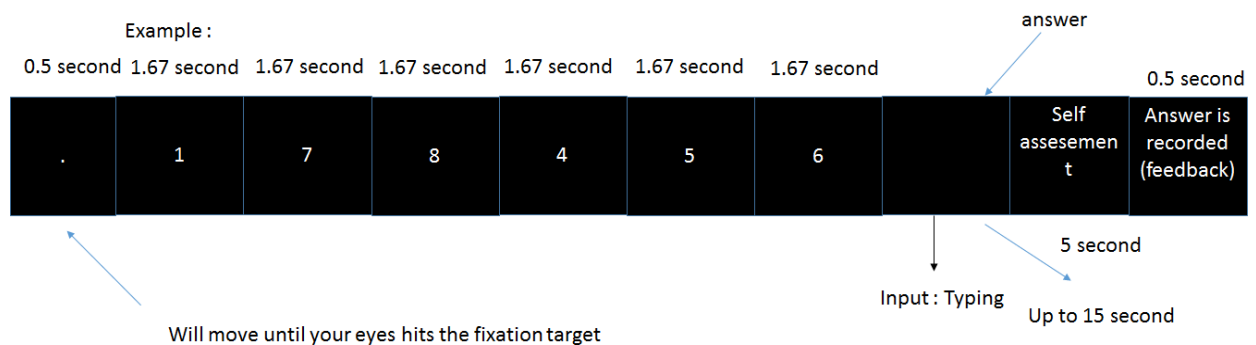 answer
Example :
0.5 second 1.67 second 1.67 second 1.67 second 1.67 second 1.67 second 1.67 second 0.5 second
. 1 7 8 4 5 6
Self
assesemen
t
Answer is
recorded
(feedback)
5 second
Input : Typing
Up to 15 second
Will move until your eyes hits the fixation target